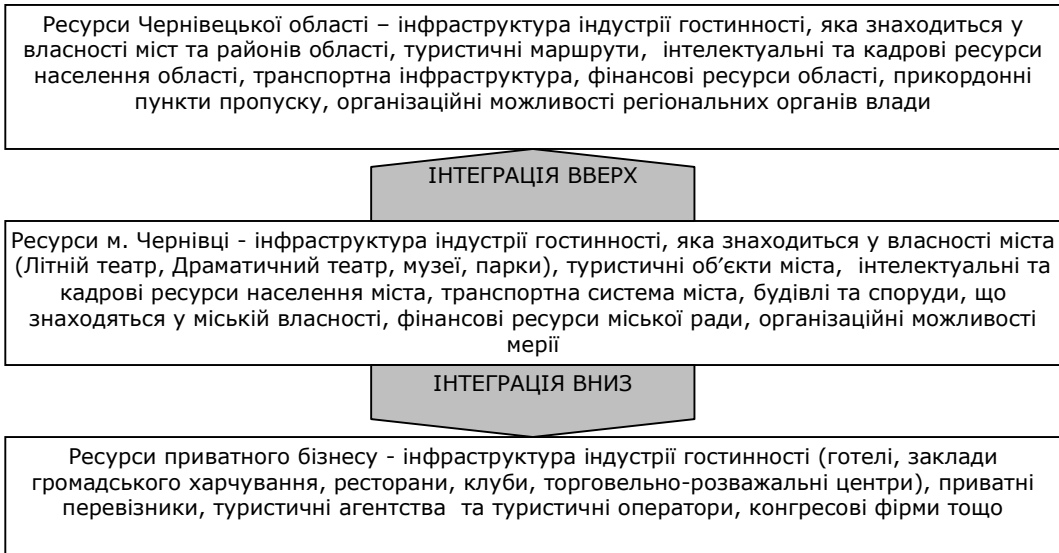 Ресурси Чернівецької області – інфраструктура індустрії гостинності, яка знаходиться у
власності міст та районів області, туристичні маршрути, інтелектуальні та кадрові ресурси
населення області, транспортна інфраструктура, фінансові ресурси області, прикордонні
пункти пропуску, організаційні можливості регіональних органів влади
ІНТЕГРАЦІЯ ВВЕРХ
Ресурси м. Чернівці - інфраструктура індустрії гостинності, яка знаходиться у власності міста
(Літній театр, Драматичний театр, музеї, парки), туристичні об’єкти міста, інтелектуальні та
кадрові ресурси населення міста, транспортна система міста, будівлі та споруди, що
знаходяться у міській власності, фінансові ресурси міської ради, організаційні можливості
мерії
ІНТЕГРАЦІЯ ВНИЗ
Ресурси приватного бізнесу - інфраструктура індустрії гостинності (готелі, заклади
громадського харчування, ресторани, клуби, торговельно-розважальні центри), приватні
перевізники, туристичні агентства та туристичні оператори, конгресові фірми тощо